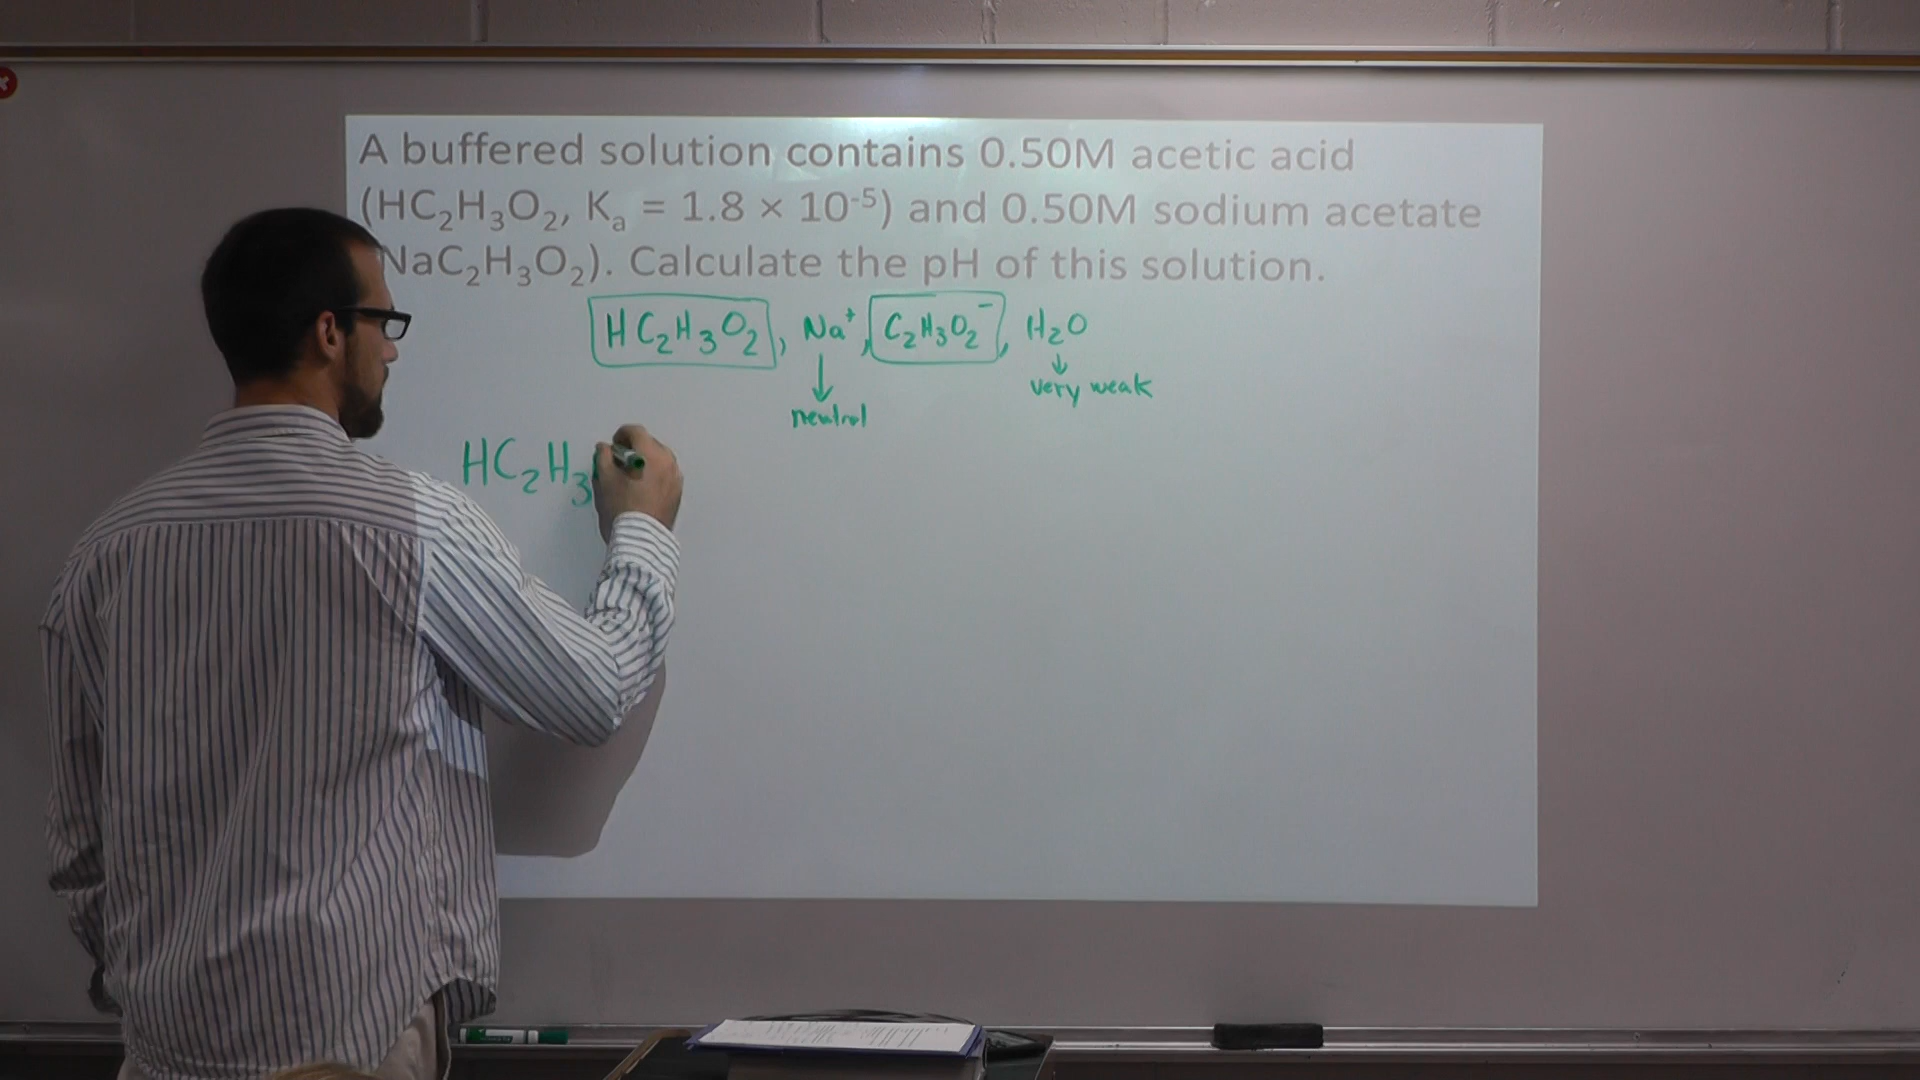 A buffered solution contains 0.50M acetic acid
(HC₂H₃O₂, Kₐ = 1.8 × 10⁻⁵) and 0.50M sodium acetate
NaC₂H₃O₂). Calculate the pH of this solution.
HC₂H₃O₂, Na⁺, C₂H₃O₂⁻, H₂O
neutral
very weak
HC₂H₃